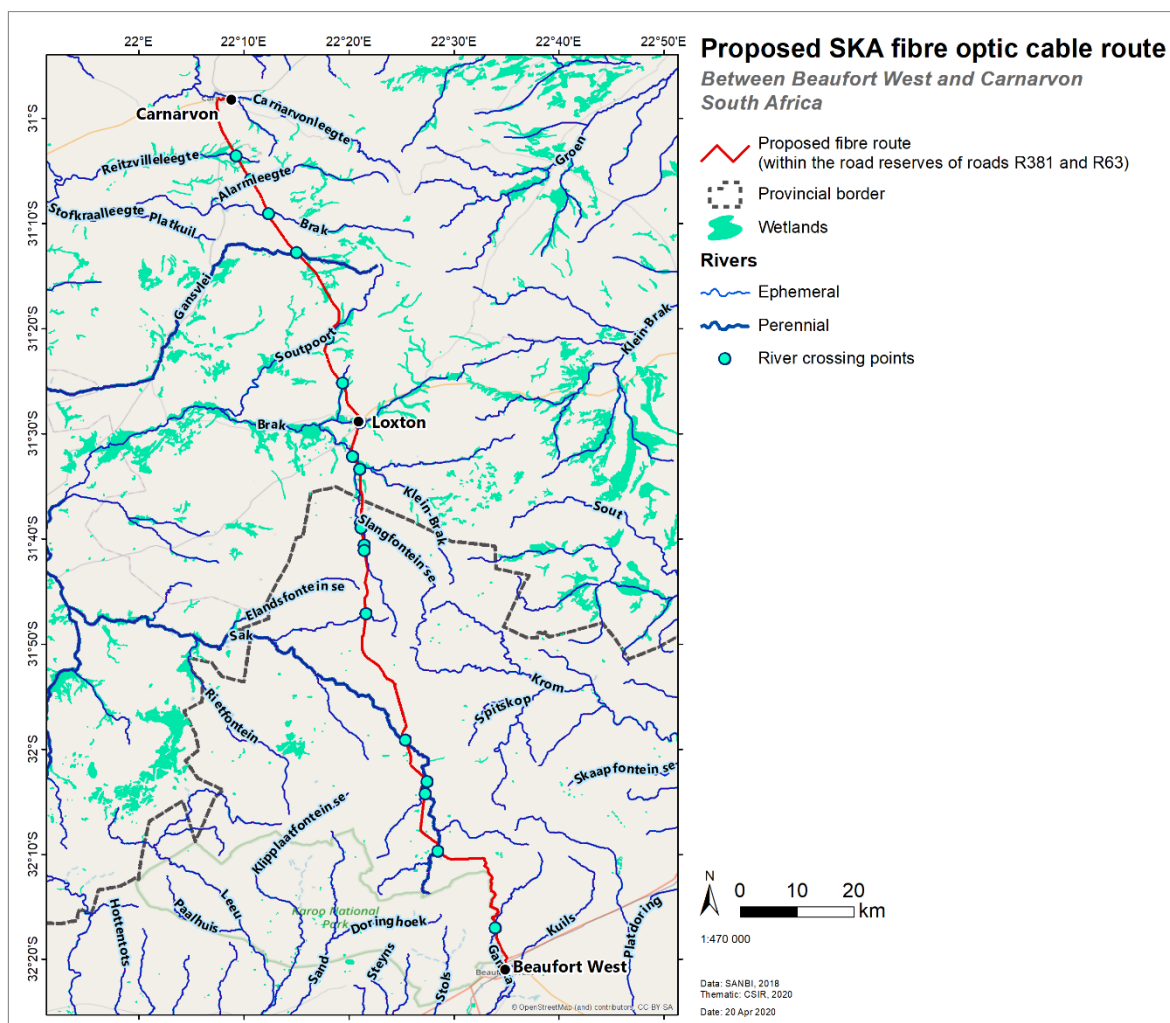 Proposed SKA fibre optic cable route
Between Beaufort West and Carnarvon
South Africa
Proposed fibre route
(within the road reserves of roads R381 and R63)
Provincial border
Wetlands
Rivers
Ephemeral
Perennial
River crossing points
N
0 10 20
km
1:470 000
Data: SANBI, 2018
Thematic: CSIR, 2020
Date: 20 Apr 2020
22°E 22°10'E 22°20'E 22°30'E 22°40'E 22°50'E
31°S
31°10'S
31°20'S
31°30'S
31°40'S
31°50'S
32°S
32°10'S
32°20'S
Carnarvon
Carnarvonleegte
Reitzvilleleegte
Alarmleegte
Groen
Stofkraalleegte
Platkuil
Brak
Gansvlei
Soutpoort
Klein-Brak
Brak
Loxton
Klein-Brak
Slangfontein se
Sout
Elandsfontein se
Sak
Rietfontein
Krom
Spitskop
Skaapfontein se
Klipplaatfontein se
Hottentots
Paalhuis
Leeu
Karoo National
Park
Doringhoek
Sand
Steyns
Stols
Kuils
Platdoring
Beaufort West
© OpenStreetMap (and) contributors, CC BY SA